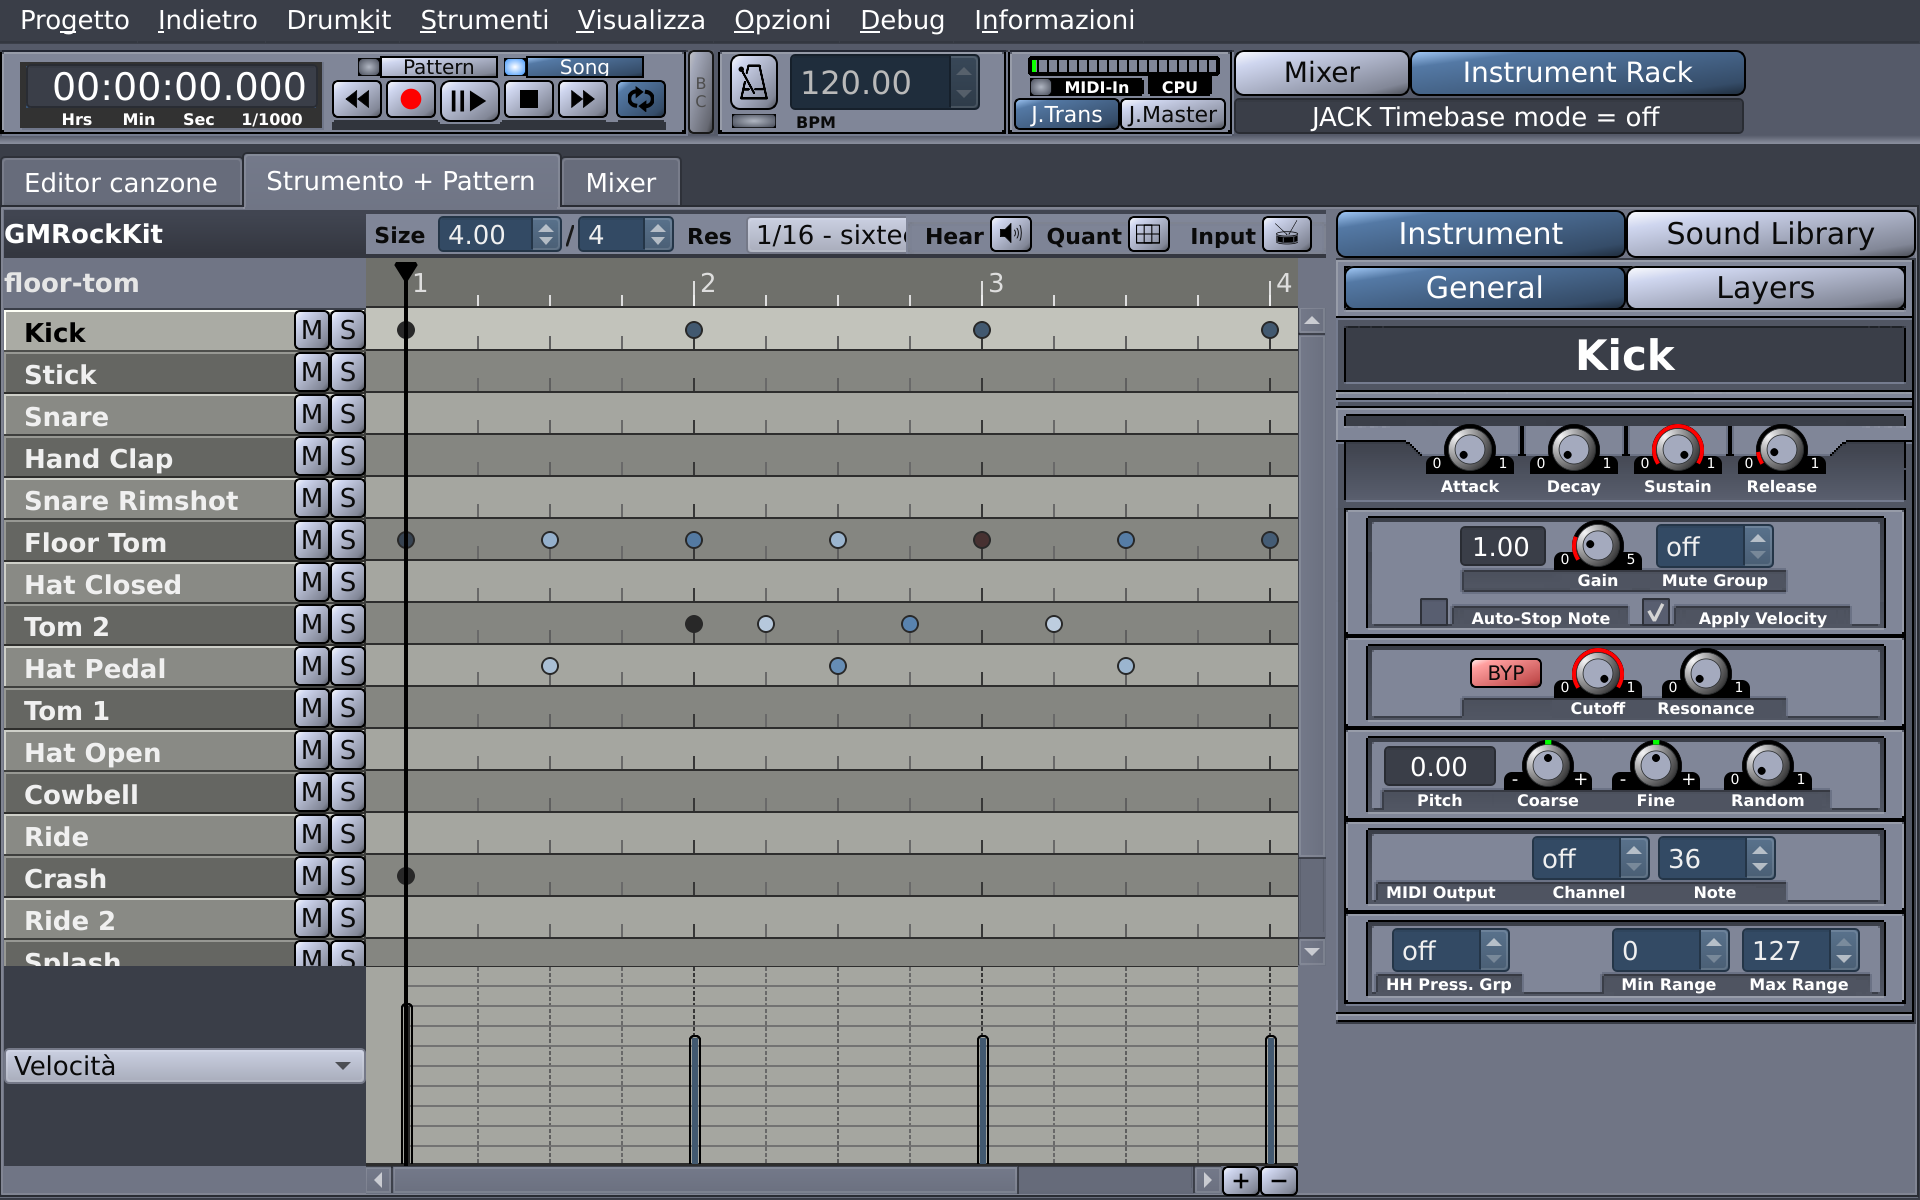 Progetto Indietro Drumkit Strumenti Visualizza Opzioni Debug Informazioni
00:00:00.000
Hrs Min Sec 1/1000
Pattern Song
B
C
120.00
BPM
MIDI-In CPU
J.Trans J.Master
Mixer Instrument Rack
JACK Timebase mode = off
Editor canzone Strumento + Pattern Mixer
GMRockKit
Size 4.00 / 4 Res 1/16 - sixte Hear Quant Input
floor-tom
1 2 3 4
Kick M S
Stick M S
Snare M S
Hand Clap M S
Snare Rimshot M S
Floor Tom M S
Hat Closed M S
Tom 2 M S
Hat Pedal M S
Tom 1 M S
Hat Open M S
Cowbell M S
Ride M S
Crash M S
Ride 2 M S
Splash M S
Velocità
+ −
Instrument Sound Library
General Layers
Kick
0 1 0 1 0 1 0 1
Attack Decay Sustain Release
1.00 0 5 off
Gain Mute Group
Auto-Stop Note Apply Velocity
BYP 0 1 0 1
Cutoff Resonance
0.00 - + - + 0 1
Pitch Coarse Fine Random
off 36
MIDI Output Channel Note
off 0 127
HH Press. Grp Min Range Max Range